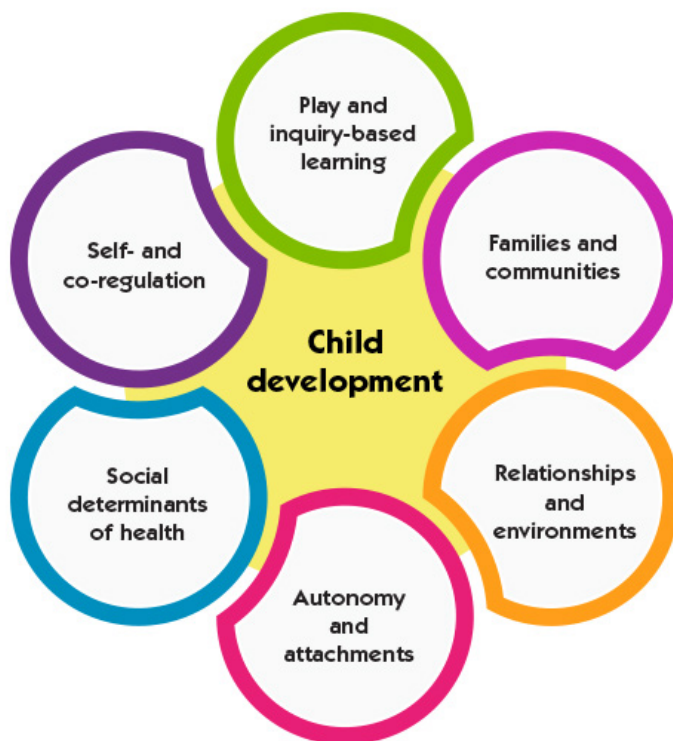 Play and
inquiry-based
learning
Families and
communities
Relationships
and
environments
Autonomy
and
attachments
Social
determinants
of health
Self- and
co-regulation
Child
development